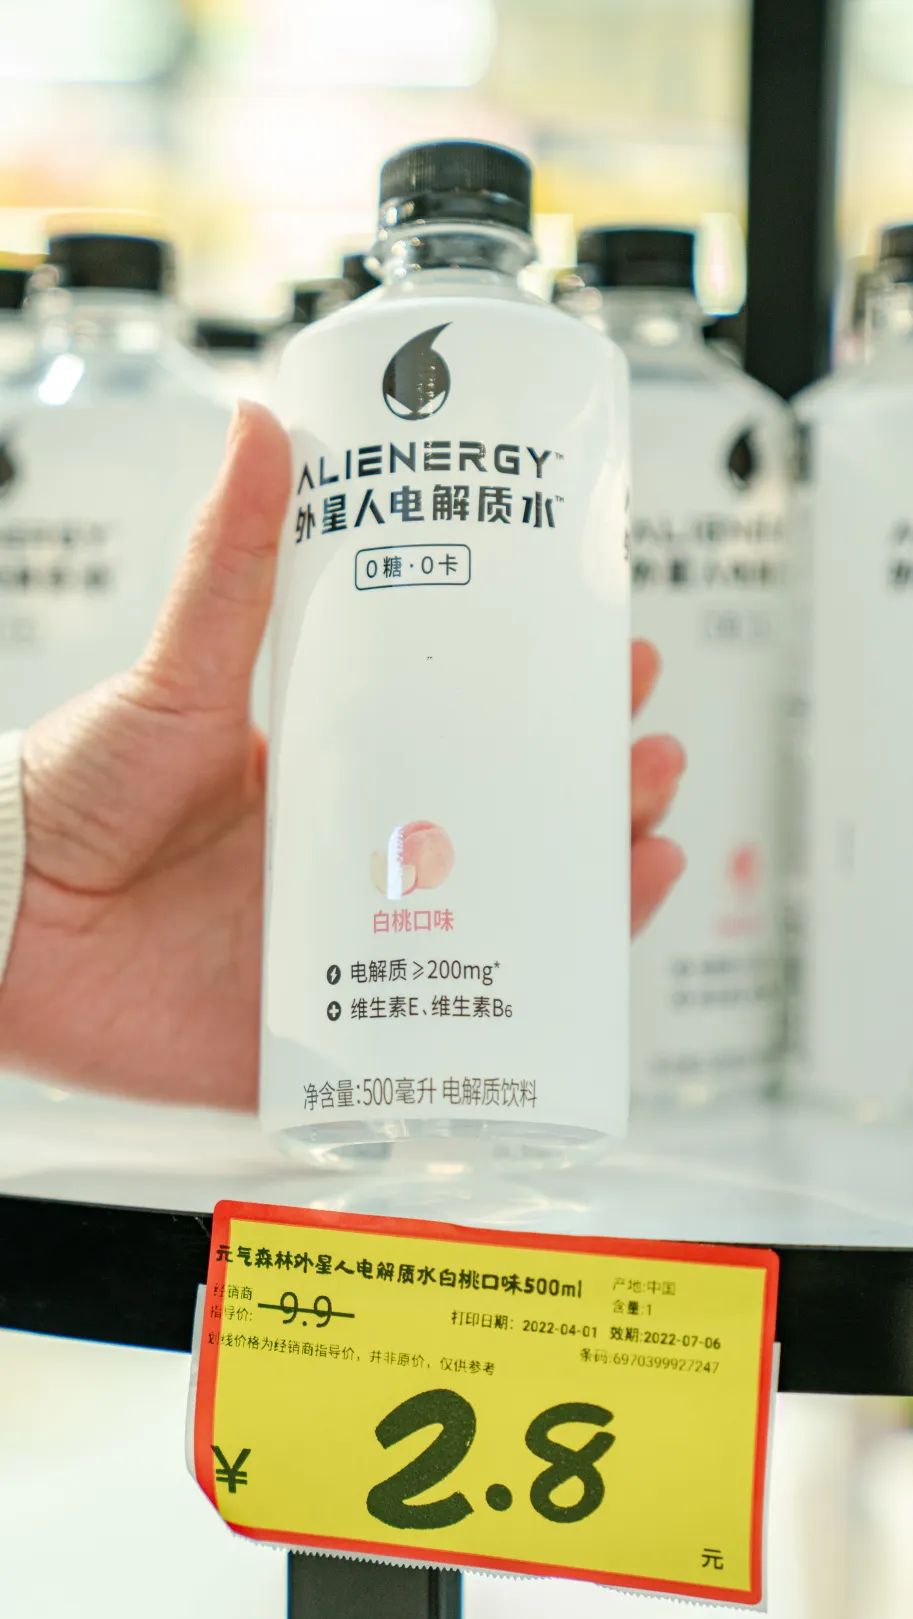 ALIENERGY™
外星人电解质水™
0糖·0卡
白桃口味
电解质≥200mg*
维生素E、维生素B6
净含量:500毫升 电解质饮料
元气森林外星人电解质水白桃口味500ml
产地:中国
含量:1
经销商
指导价:
9.9
打印日期: 2022-04-01 效期:2022-07-06
条码:6970399927247
划线价格为经销商指导价，并非原价，仅供参考
¥
2.8
元